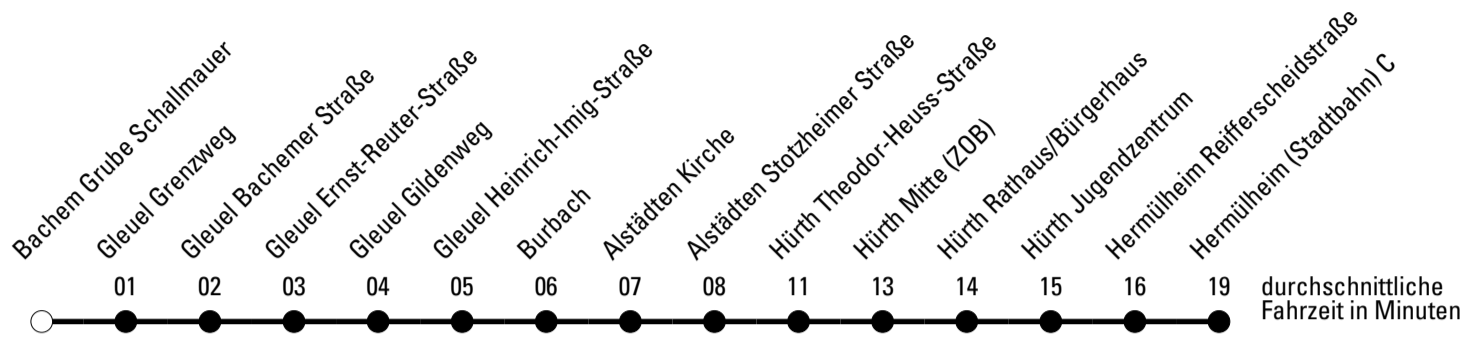 Bachem Grube Schallmauer
Gleuel Grenzweg
Gleuel Bachemer Straße
Gleuel Ernst-Reuter-Straße
Gleuel Gildenweg
Gleuel Heinrich-Imig-Straße
Burbach
Alstädten Kirche
Alstädten Stotzheimer Straße
Hürth Theodor-Heuss-Straße
Hürth Mitte (ZOB)
Hürth Rathaus/Bürgerhaus
Hürth Jugendzentrum
Hermülheim Reifferscheidstraße
Hermülheim (Stadtbahn) C
01 02 03 04 05 06 07 08 11 13 14 15 16 19
durchschnittliche
Fahrzeit in Minuten